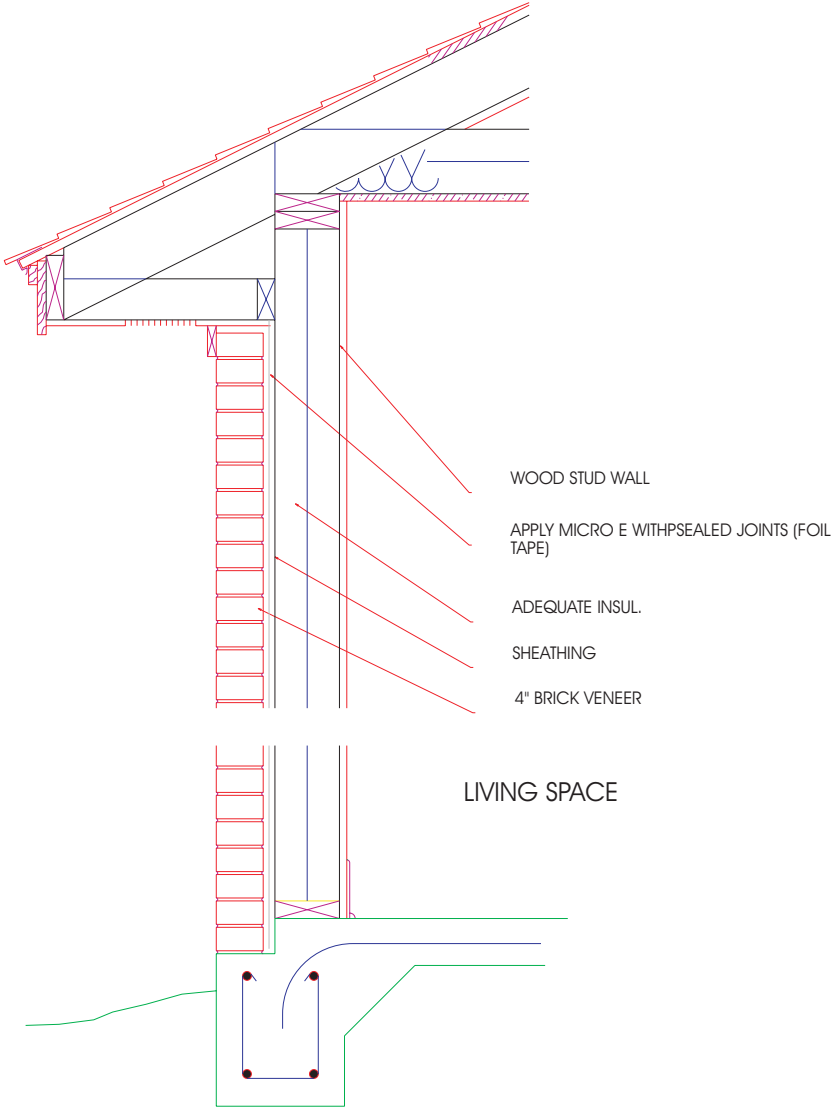 WOOD STUD WALL
APPLY MICRO E WITHPSEALED JOINTS (FOIL
TAPE)
ADEQUATE INSUL.
SHEATHING
4" BRICK VENEER
LIVING SPACE